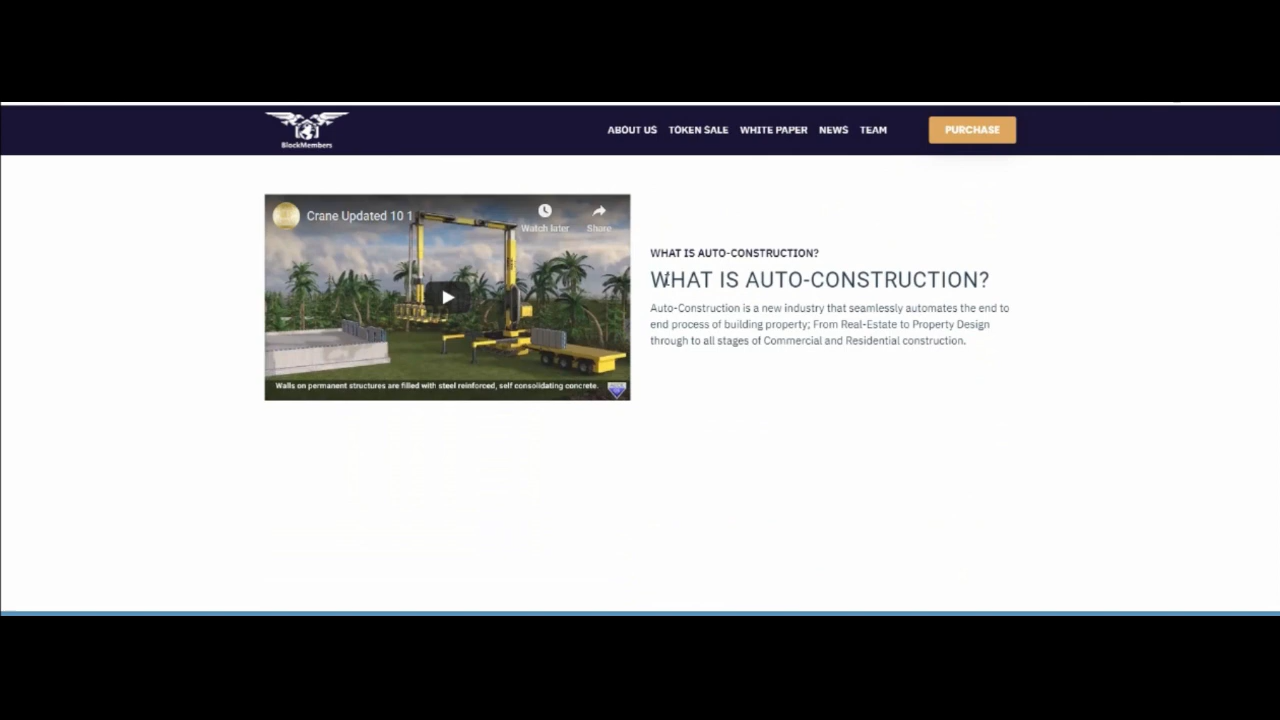 BlockMembers
ABOUT US TOKEN SALE WHITE PAPER NEWS TEAM PURCHASE
Crane Updated 10 1
Watch later Share
Walls on permanent structures are filled with steel reinforced, self consolidating concrete.
WHAT IS AUTO-CONSTRUCTION?
WHAT IS AUTO-CONSTRUCTION?
Auto-Construction is a new industry that seamlessly automates the end to
end process of building property; From Real-Estate to Property Design
through to all stages of Commercial and Residential construction.